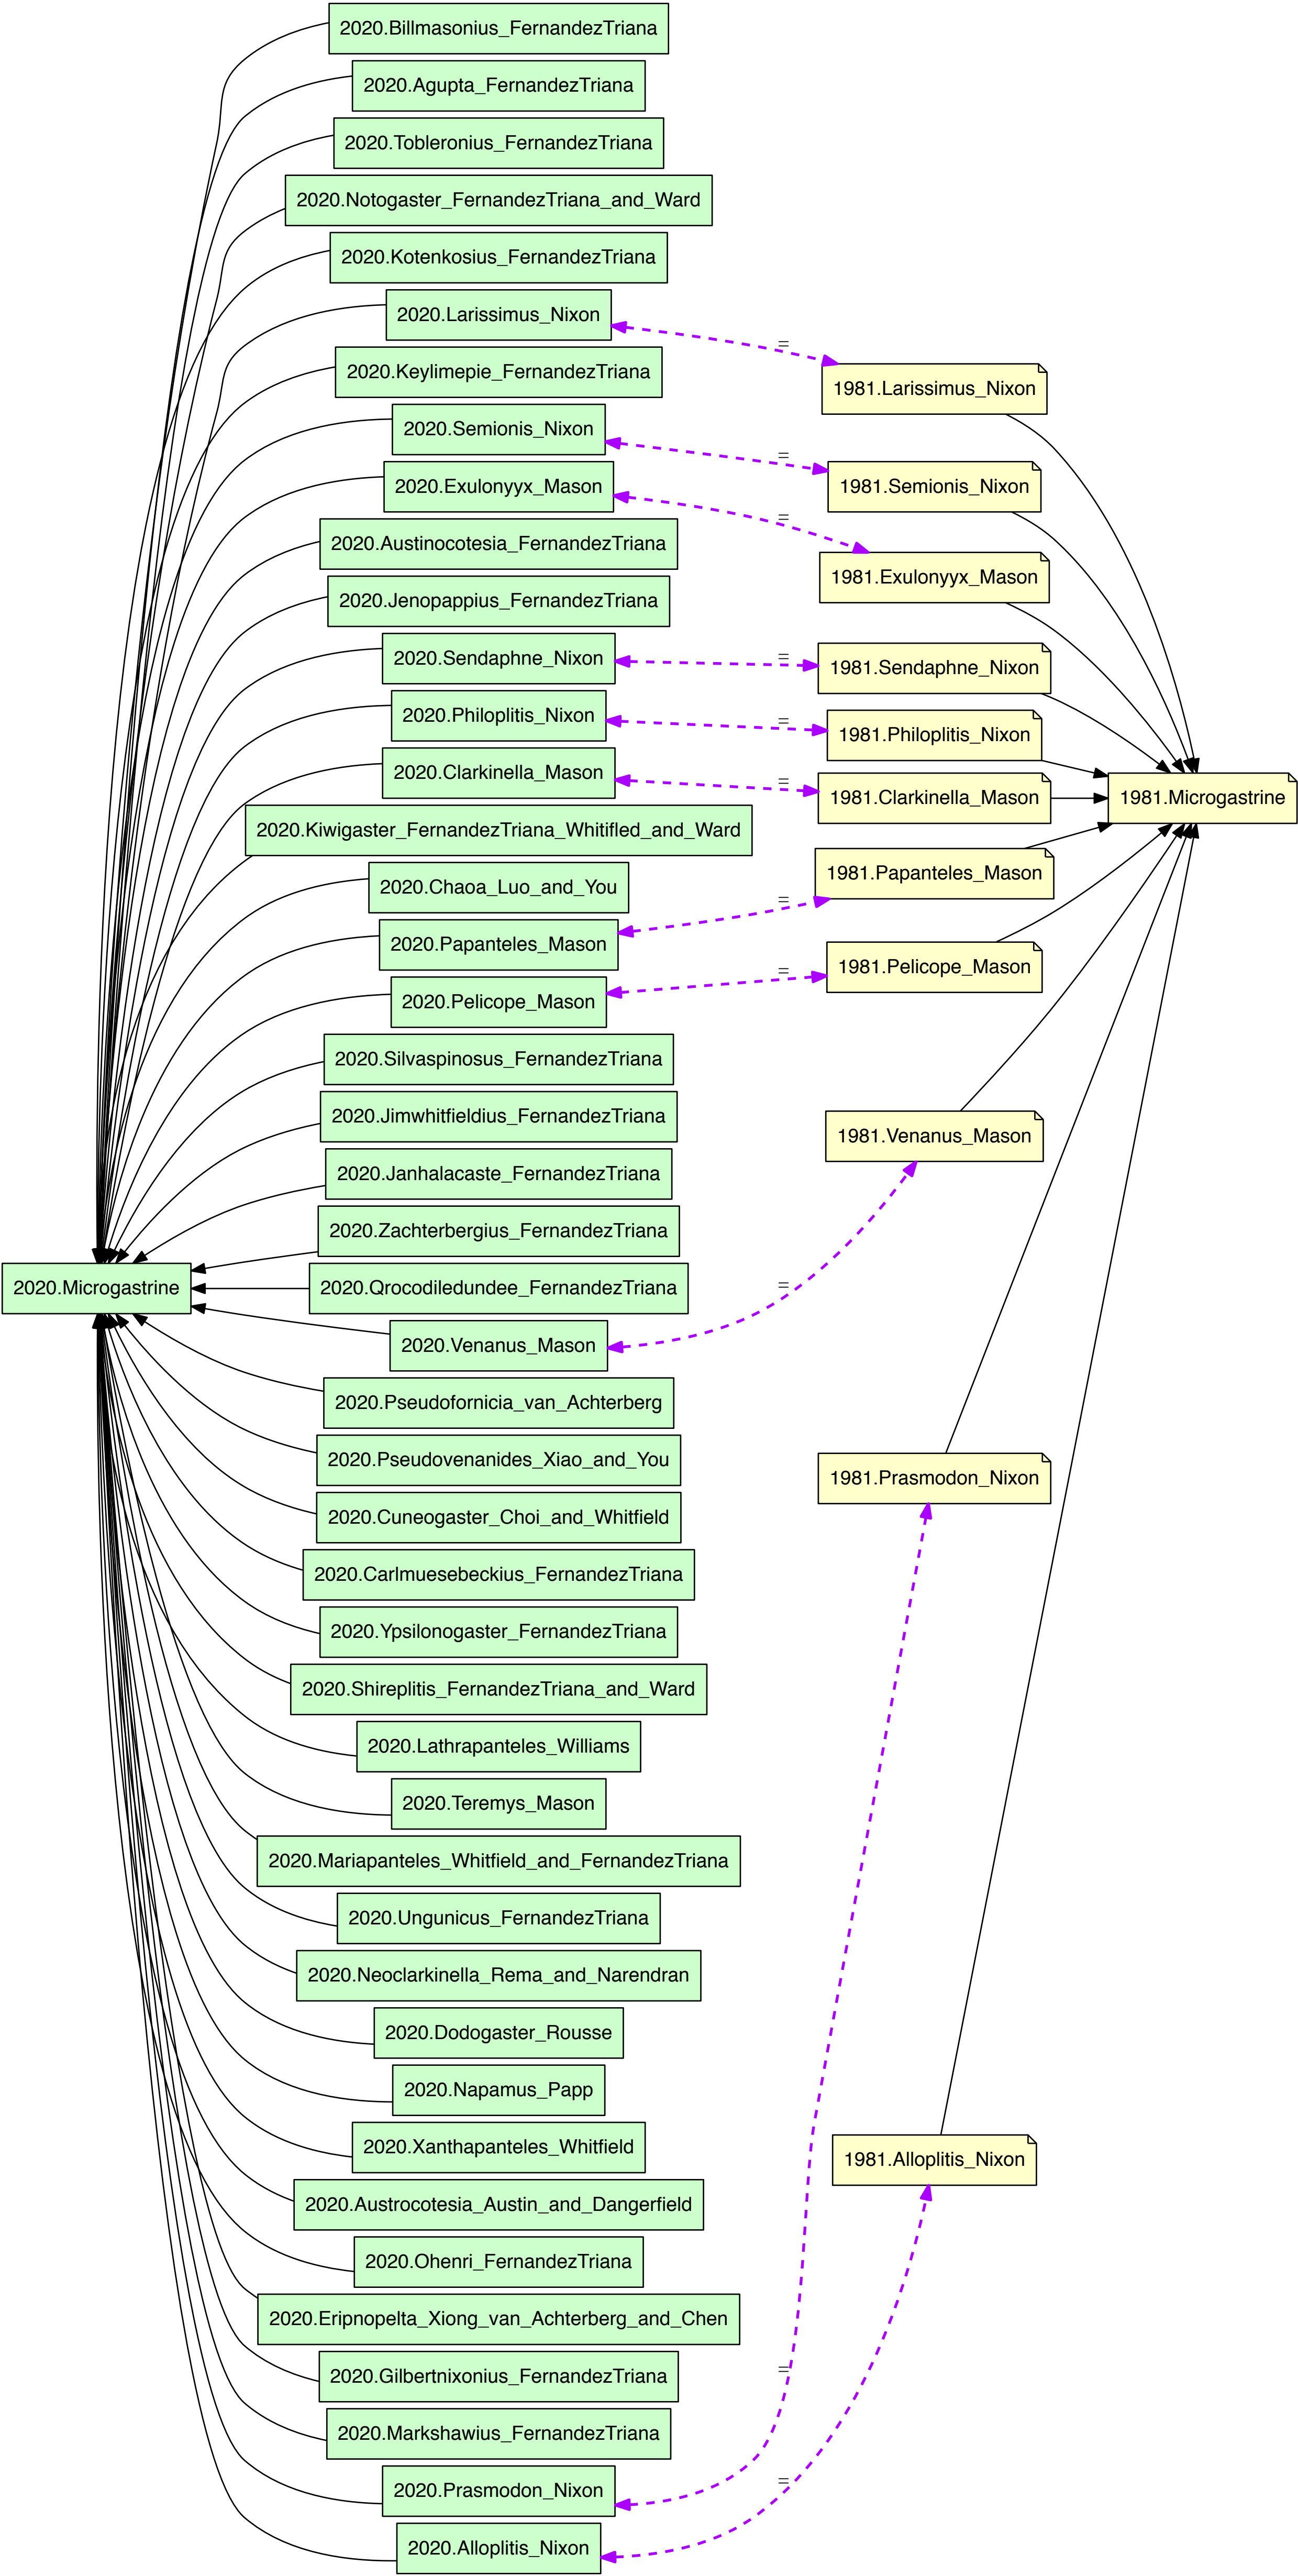 2020.Billmasonius_FernandezTriana
2020.Agupta_FernandezTriana
2020.Tobleronius_FernandezTriana
2020.Notogaster_FernandezTriana_and_Ward
2020.Kotenkosius_FernandezTriana
2020.Larissimus_Nixon
=
2020.Keylimepie_FernandezTriana
1981.Larissimus_Nixon
2020.Semionis_Nixon
=
2020.Exulonyyx_Mason
1981.Semionis_Nixon
=
2020.Austinocotesia_FernandezTriana
1981.Exulonyyx_Mason
2020.Jenopappius_FernandezTriana
2020.Sendaphne_Nixon
=
1981.Sendaphne_Nixon
2020.Philoplitis_Nixon
=
1981.Philoplitis_Nixon
2020.Clarkinella_Mason
=
1981.Clarkinella_Mason
1981.Microgastrine
2020.Kiwigaster_FernandezTriana_Whitifled_and_Ward
1981.Papanteles_Mason
2020.Chaoa_Luo_and_You
=
2020.Papanteles_Mason
1981.Pelicope_Mason
=
2020.Pelicope_Mason
2020.Silvaspinosus_FernandezTriana
2020.Jimwhitfieldius_FernandezTriana
1981.Venanus_Mason
2020.Janhalacaste_FernandezTriana
2020.Zachterbergius_FernandezTriana
2020.Microgastrine
2020.Qrocodiledundee_FernandezTriana
=
2020.Venanus_Mason
2020.Pseudofornicia_van_Achterberg
2020.Pseudovenanides_Xiao_and_You
1981.Prasmodon_Nixon
2020.Cuneogaster_Choi_and_Whitfield
2020.Carlmuesebeckius_FernandezTriana
2020.Ypsilonogaster_FernandezTriana
2020.Shireplitis_FernandezTriana_and_Ward
2020.Lathrapanteles_Williams
2020.Teremys_Mason
2020.Mariapanteles_Whitfield_and_FernandezTriana
2020.Ungunicus_FernandezTriana
2020.Neoclarkinella_Rema_and_Narendran
2020.Dodogaster_Rousse
2020.Napamus_Papp
2020.Xanthapanteles_Whitfield
1981.Alloplitis_Nixon
2020.Austrocotesia_Austin_and_Dangerfield
2020.Ohenri_FernandezTriana
2020.Eripnopelta_Xiong_van_Achterberg_and_Chen
=
2020.Gilbertnixonius_FernandezTriana
2020.Markshawius_FernandezTriana
=
2020.Prasmodon_Nixon
2020.Alloplitis_Nixon